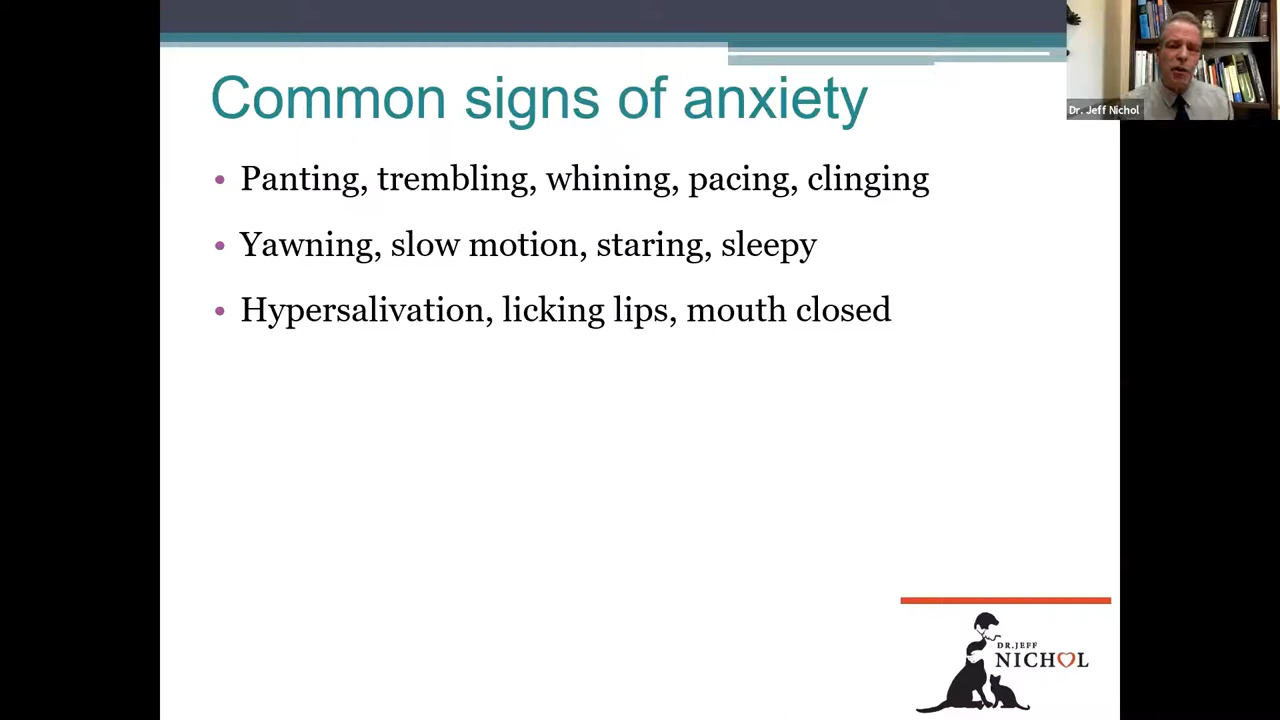 Common signs of anxiety
Dr. Jeff Nichol
Panting, trembling, whining, pacing, clinging
Yawning, slow motion, staring, sleepy
Hypersalivation, licking lips, mouth closed
DR.JEFF
NICHOL